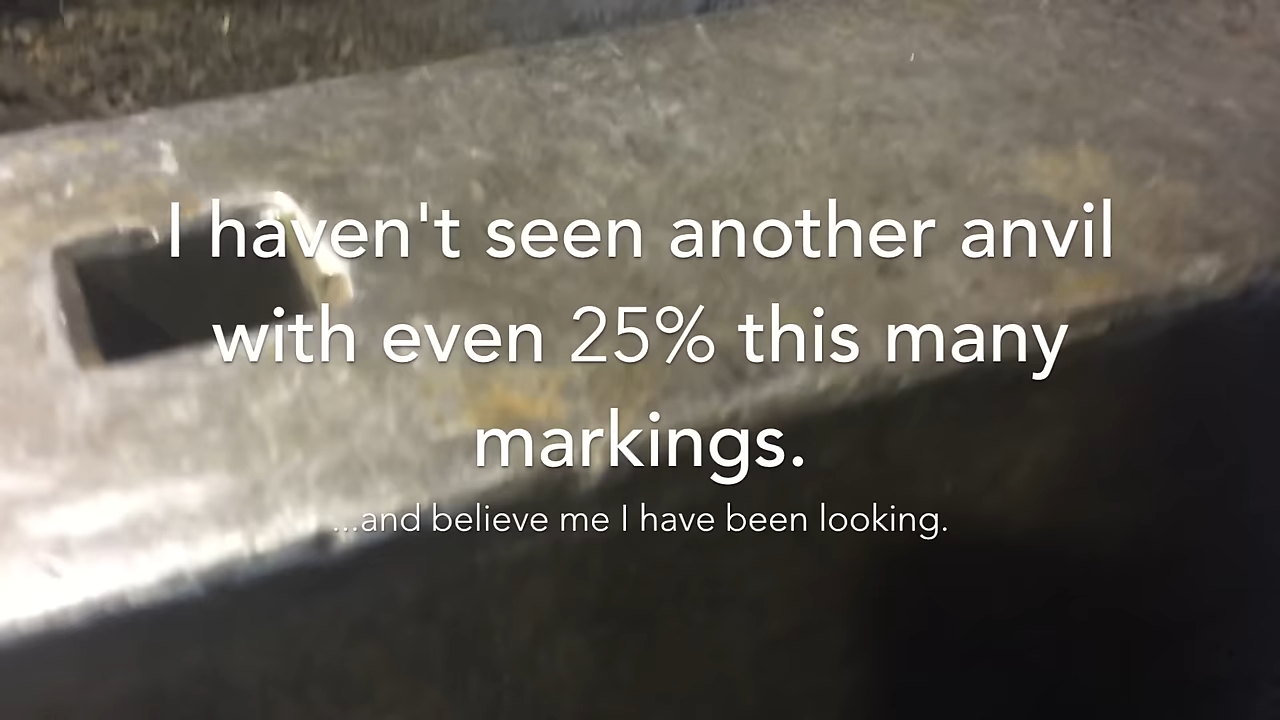 I haven't seen another anvil
with even 25% this many
markings.
...and believe me I have been looking.